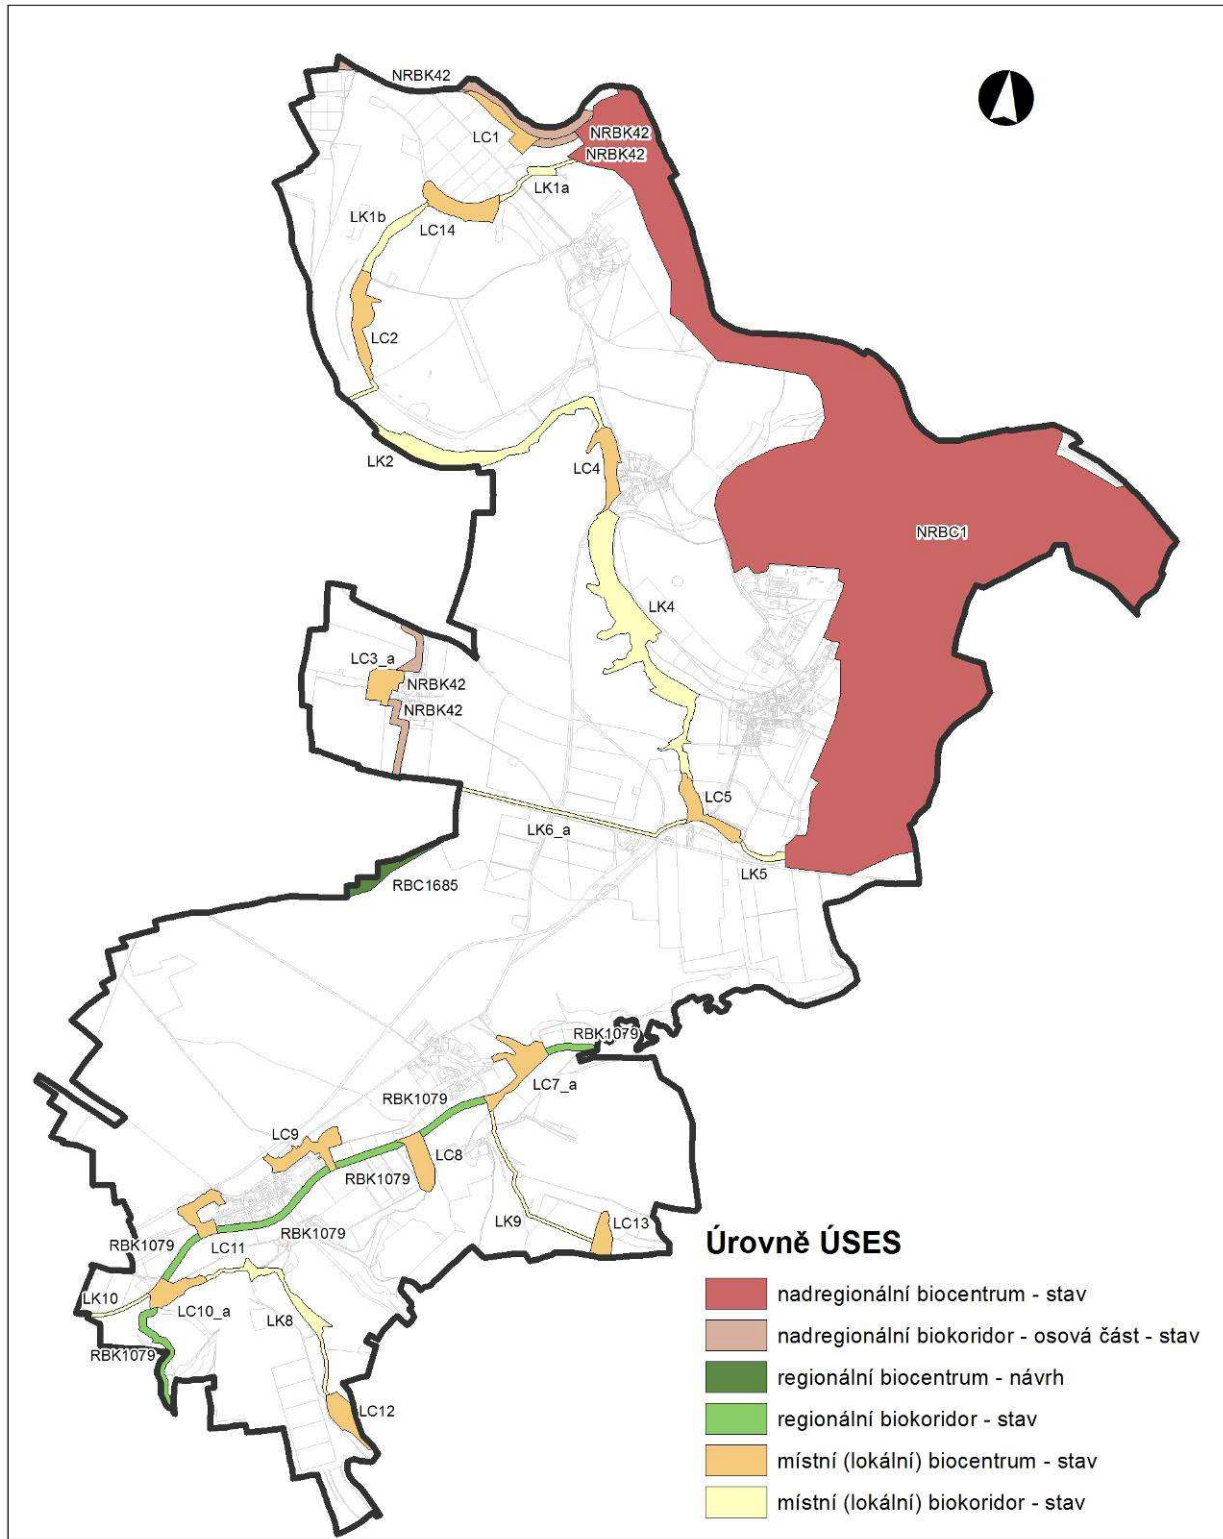 NRBK42
LC1
NRBK42
NRBK42
LK1a
LK1b
LC14
LC2
LK2
LC4
NRBC1
LK4
LC3_a
NRBK42
NRBK42
LC5
LK6_a
LK5
RBC1685
RBK1079
LC7_a
RBK1079
LC9
LC8
RBK1079
LK9
LC13
RBK1079
RBK1079
LC11
LK10
LC10_a
LK8
RBK1079
LC12
Úrovně ÚSES
nadregionální biocentrum - stav
nadregionální biokoridor - osová část - stav
regionální biocentrum - návrh
regionální biokoridor - stav
místní (lokální) biocentrum - stav
místní (lokální) biokoridor - stav